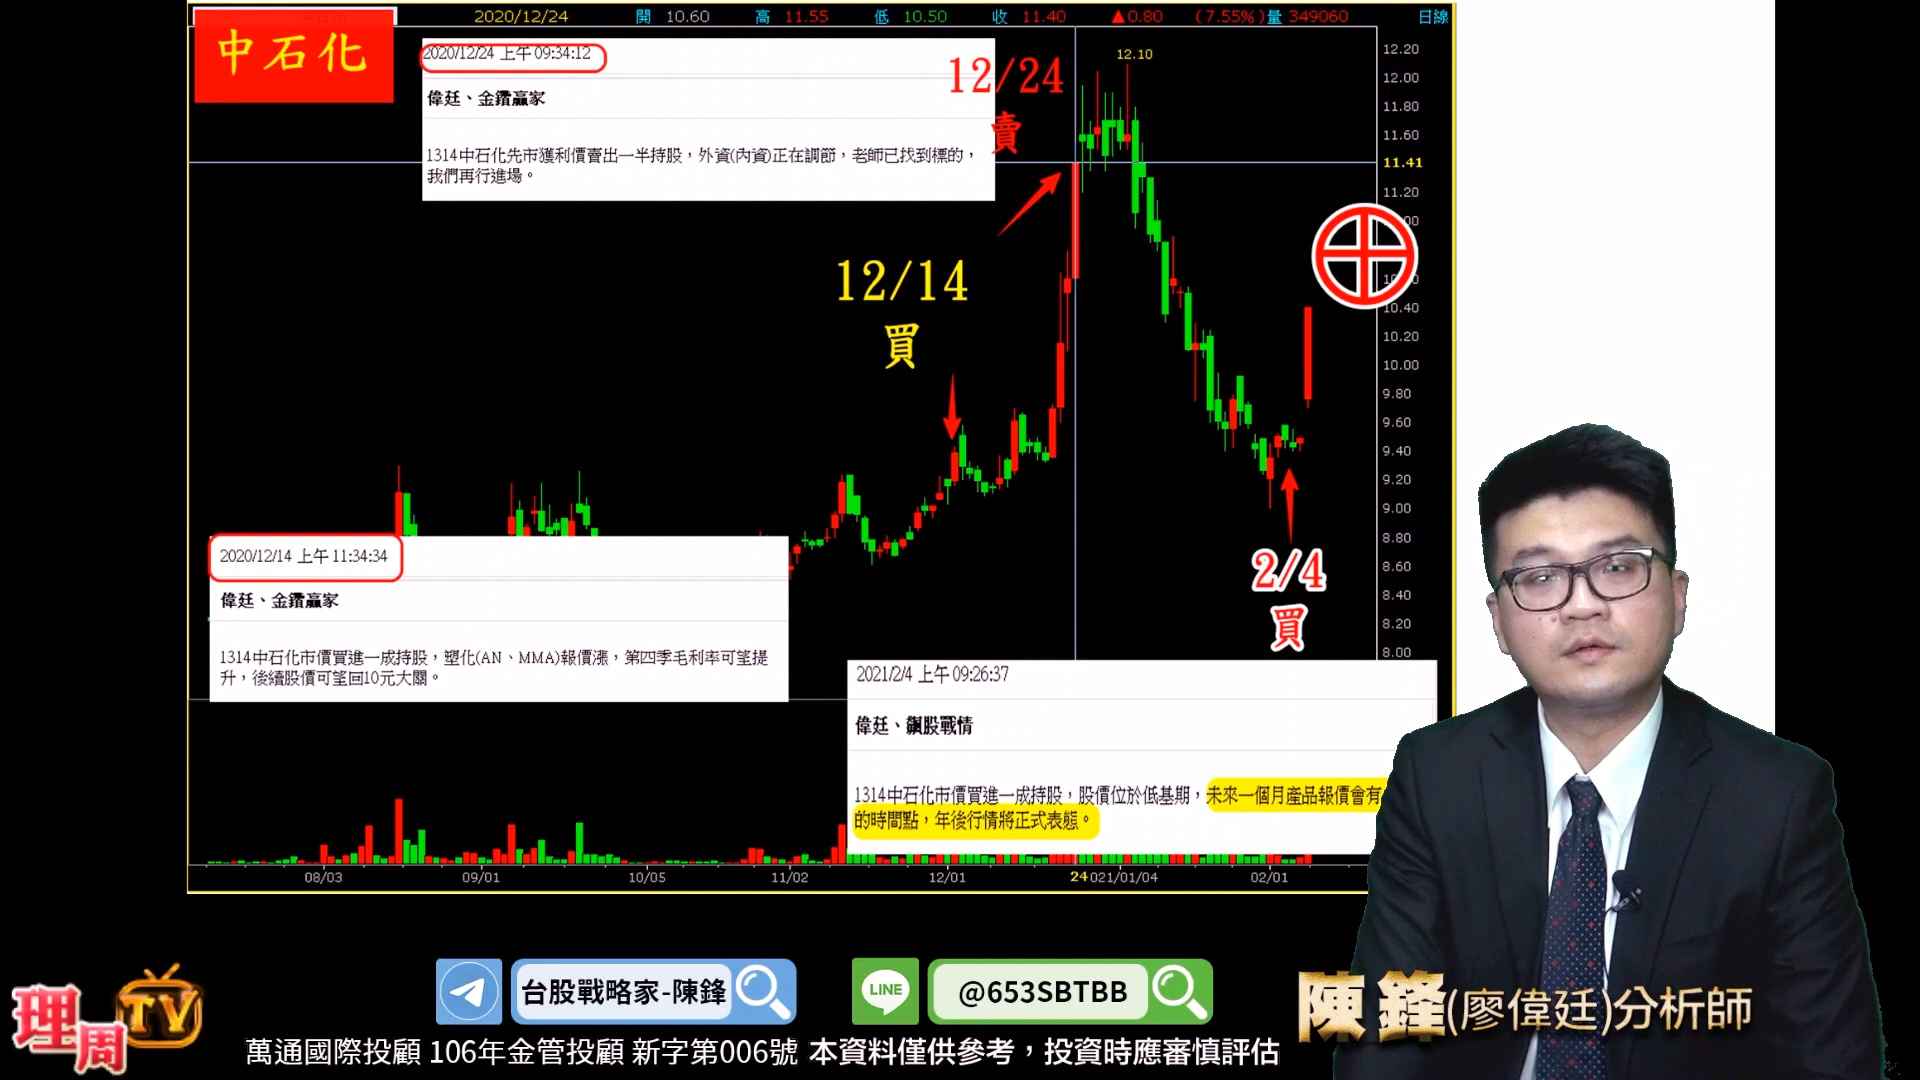 2020/12/24 開 10.60 高 11.55 低 10.50 收 11.40 ▲0.80 (7.55%)量 349060 日線
中石化
2020/12/24 上午 09:34:12
偉廷、金鑽贏家
1314中石化先市獲利價賣出一半持股，外資(內資)正在調節，老師已找到標的，
我們再行進場。
12/24
賣
12.10
12/14
買
2020/12/14 上午 11:34:34
偉廷、金鑽贏家
1314中石化市價買進一成持股，塑化(AN、MMA)報價漲，第四季毛利率可望提
升，後續股價可望回10元大關。
2/4
買
2021/2/4 上午 09:26:37
偉廷、飆股戰情
1314中石化市價買進一成持股，股價位於低基期，未來一個月產品報價會有
的時間點，年後行情將正式表態。
12.20
12.00
11.80
11.60
11.41
11.20
10.40
10.20
10.00
9.80
9.60
9.40
9.20
9.00
8.80
8.60
8.40
8.20
8.00
08/03 09/01 10/05 11/02 12/01 24 021/01/04 02/01
理周TV
台股戰略家-陳鋒
LINE
@653SBTBB
陳鋒(廖偉廷)分析師
萬通國際投顧 106年金管投顧 新字第006號 本資料僅供參考，投資時應審慎評估